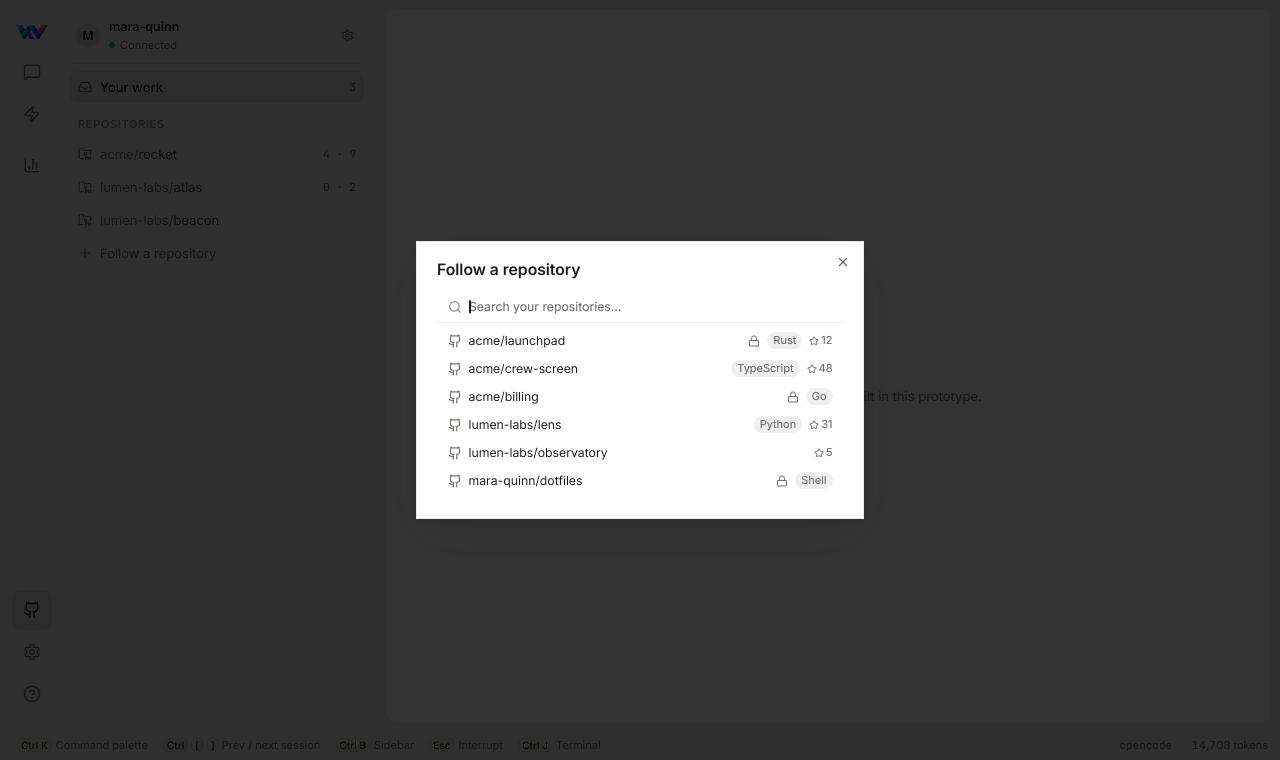 mara-quinn
M
Connected
Your work 3
REPOSITORIES
acme/rocket 4 · 9
lumen-labs/atlas 0 · 2
lumen-labs/beacon
Follow a repository
Follow a repository
Search your repositories...
acme/launchpad Rust 12
acme/crew-screen TypeScript 48
acme/billing Go
lumen-labs/lens Python 31
lumen-labs/observatory 5
mara-quinn/dotfiles Shell
in this prototype.
Ctrl K Command palette Ctrl [ ] Prev / next session Ctrl B Sidebar Esc Interrupt Ctrl J Terminal opencode 14,708 tokens